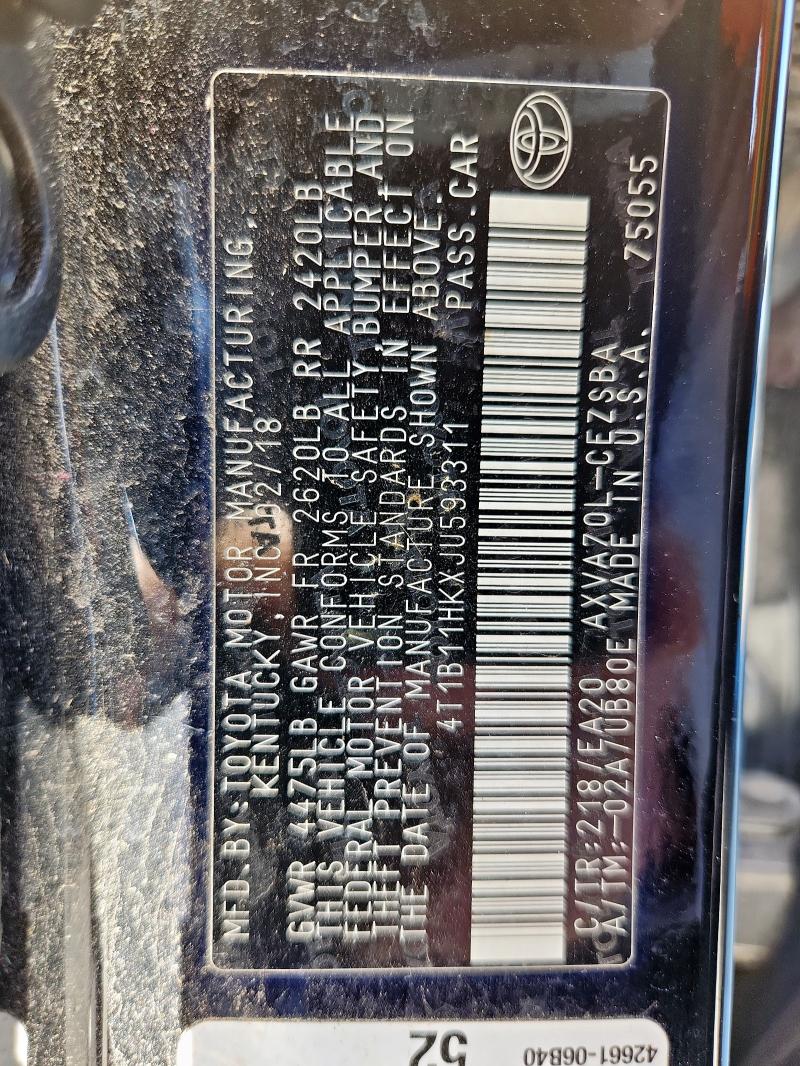 MFD.BY:TOYOTA MOTOR MANUFACTURING,
KENTUCKY, INC.02/18
GVWR 4475LB GAWR FR 2620LB RR 2420LB
THIS VEHICLE CONFORMS TO ALL APPLICABLE
FEDERAL MOTOR VEHICLE SAFETY,BUMPER AND
THEFT PREVENTION STANDARDS IN EFFECT ON
THE DATE OF MANUFACTURE SHOWN ABOVE.
4T1B11HKXJU593311 PASS.CAR
C/TR:218/FA20 AXVA70L-CEZSBA
A/TM:-02A/UB80E MADE IN U.S.A. 75055
52
42661-06B40